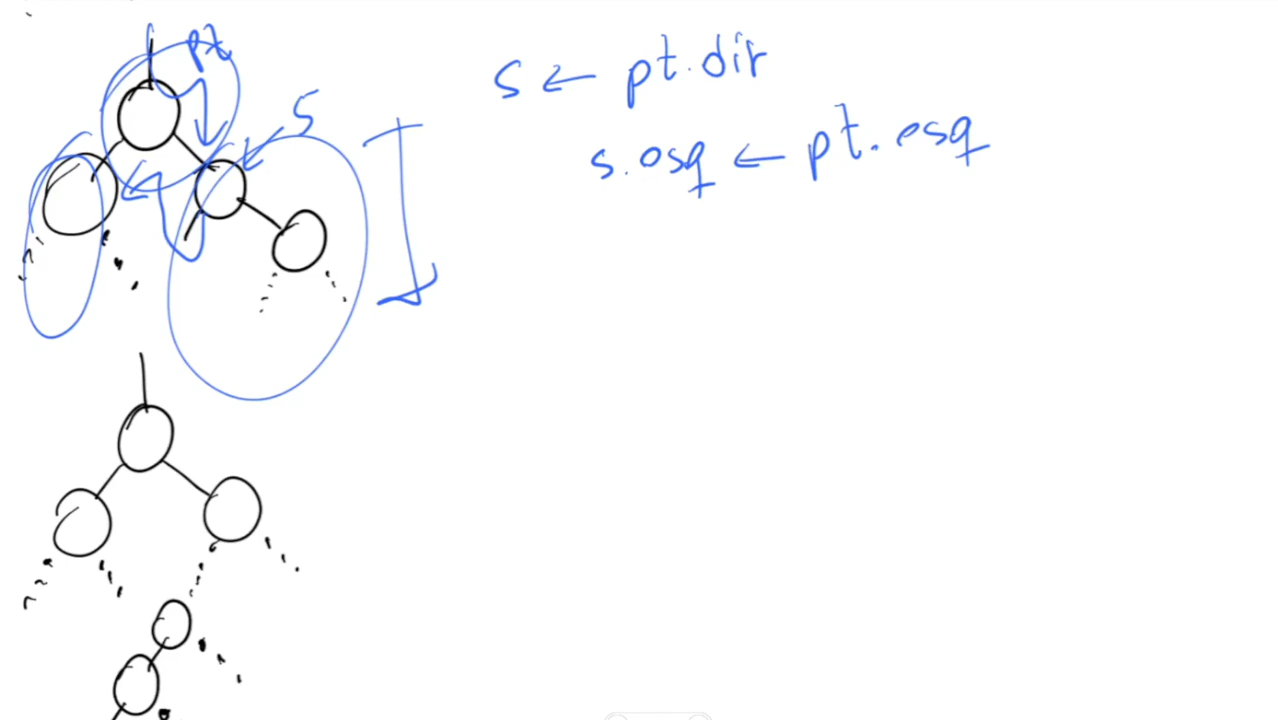 pt
S
s ← pt.dir
s.esq ← pt.esq